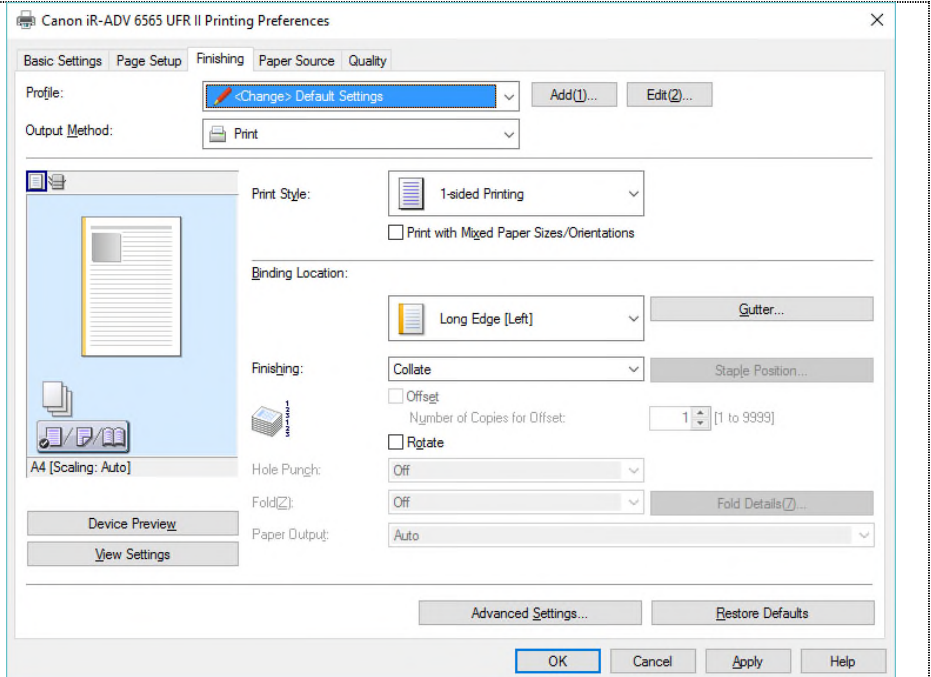 Canon iR-ADV 6565 UFR II Printing Preferences
Basic Settings Page Setup Finishing Paper Source Quality
Profile: <Change> Default Settings Add(1)... Edit(2)...
Output Method: Print
Print Style: 1-sided Printing
Print with Mixed Paper Sizes/Orientations
Binding Location:
Long Edge [Left] Gutter...
Finishing: Collate Staple Position...
Offset
Number of Copies for Offset: 1 [1 to 9999]
Rotate
A4 [Scaling: Auto] Hole Punch: Off
Fold(Z): Off Fold Details(7)...
Device Preview Paper Output: Auto
View Settings
Advanced Settings... Restore Defaults
OK Cancel Apply Help